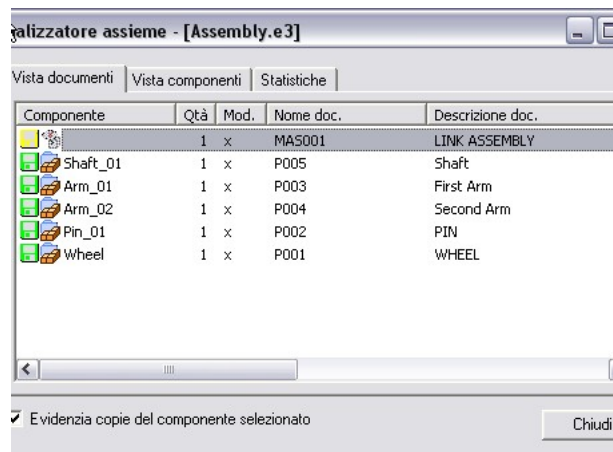 alizzatore assieme - [Assembly.e3]
Vista documenti Vista componenti Statistiche
Componente Qtà Mod. Nome doc. Descrizione doc.
1 x MAS001 LINK ASSEMBLY
Shaft_01 1 x P005 Shaft
Arm_01 1 x P003 First Arm
Arm_02 1 x P004 Second Arm
Pin_01 1 x P002 PIN
Wheel 1 x P001 WHEEL
Evidenzia copie del componente selezionato Chiudi